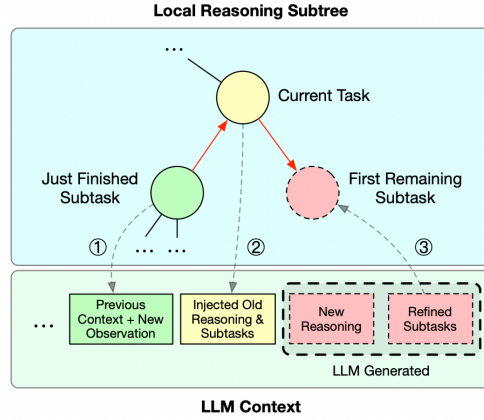 Local Reasoning Subtree
...
Current Task
Just Finished
Subtask
First Remaining
Subtask
... ...
① ② ③
...
Previous
Context + New
Observation
Injected Old
Reasoning &
Subtasks
New
Reasoning
Refined
Subtasks
LLM Generated
LLM Context